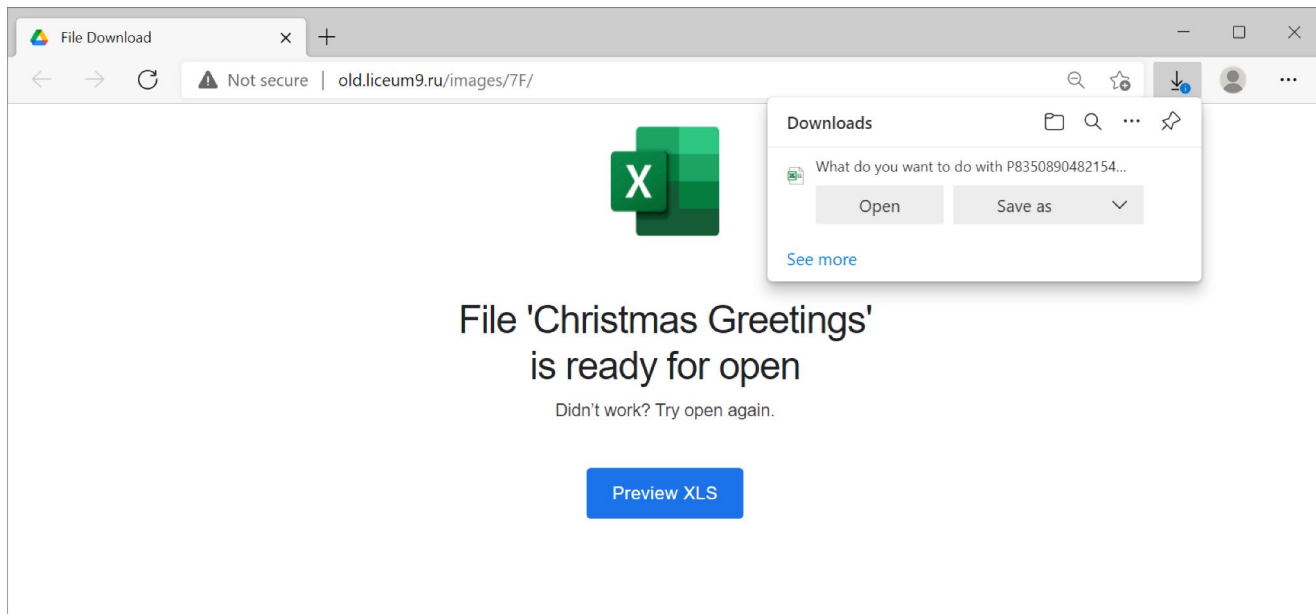 File Download
Not secure | old.liceum9.ru/images/7F/
Downloads
What do you want to do with P8350890482154...
Open
Save as
See more
X
File 'Christmas Greetings'
is ready for open
Didn't work? Try open again.
Preview XLS